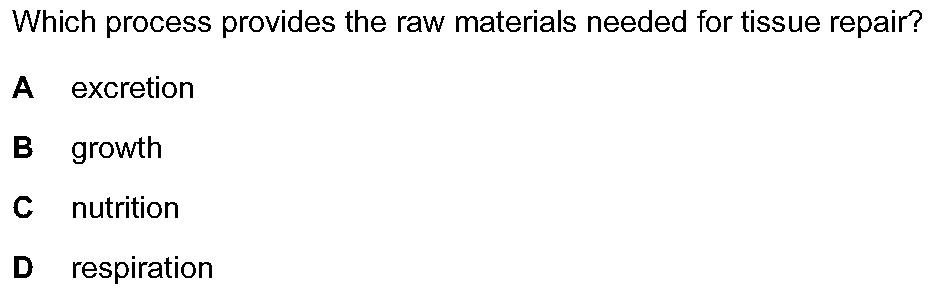 Which process provides the raw materials needed for tissue repair?
A excretion
B growth
C nutrition
D respiration